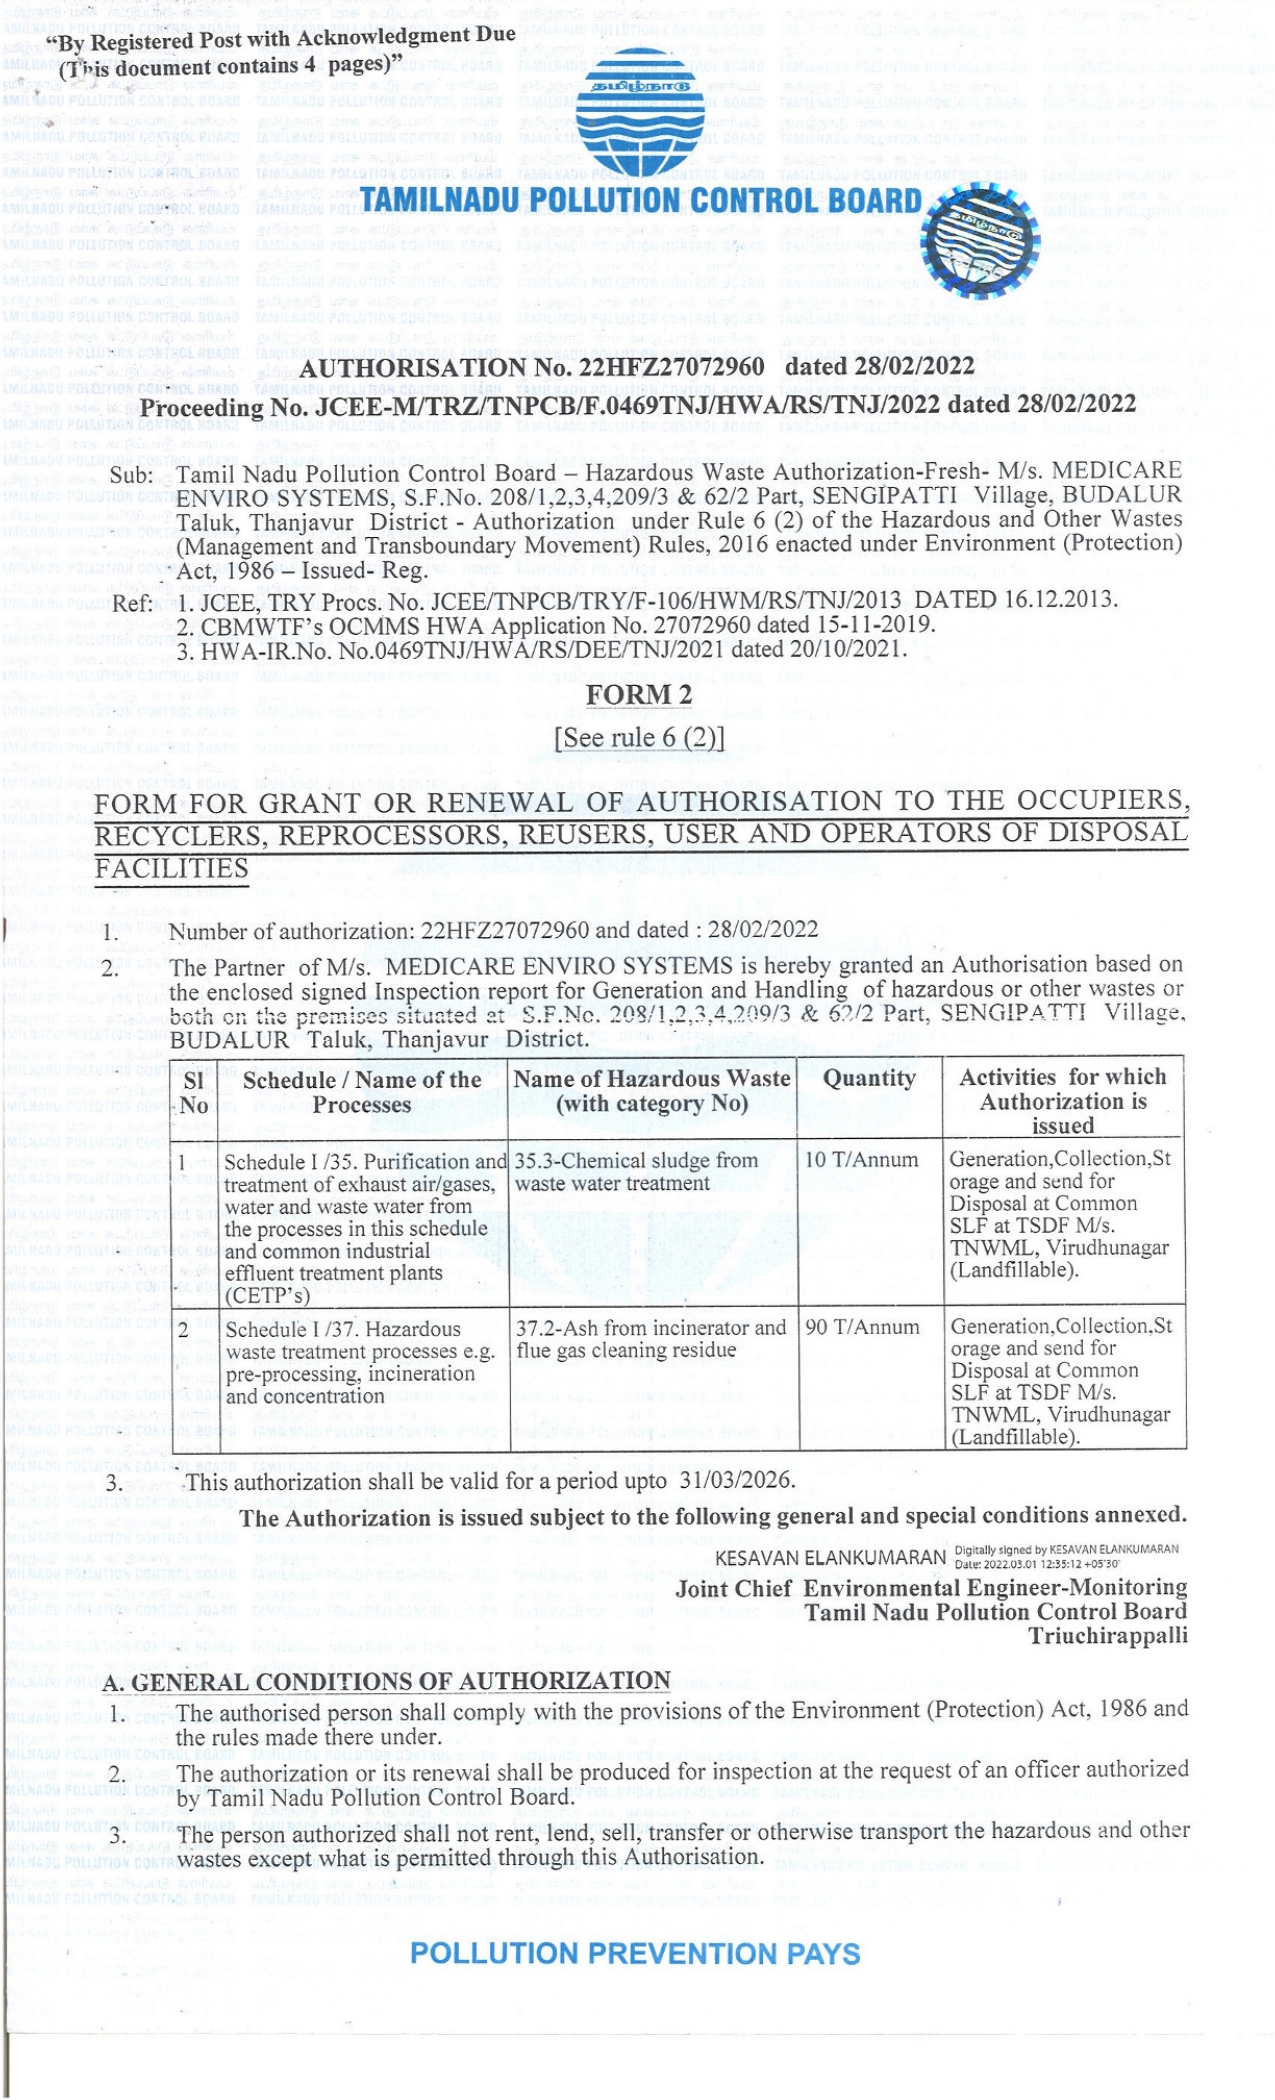 “By Registered Post with Acknowledgment Due
(This document contains 4 pages)”
தமிழ்நாடு
TAMILNADU POLLUTION CONTROL BOARD
தமிழ்நாடு
AUTHORISATION No. 22HFZ27072960 dated 28/02/2022
Proceeding No. JCEE-M/TRZ/TNPCB/F.0469TNJ/HWA/RS/TNJ/2022 dated 28/02/2022
Sub: Tamil Nadu Pollution Control Board – Hazardous Waste Authorization-Fresh- M/s. MEDICARE
ENVIRO SYSTEMS, S.F.No. 208/1,2,3,4,209/3 & 62/2 Part, SENGIPATTI Village, BUDALUR
Taluk, Thanjavur District - Authorization under Rule 6 (2) of the Hazardous and Other Wastes
(Management and Transboundary Movement) Rules, 2016 enacted under Environment (Protection)
Act, 1986 – Issued- Reg.
Ref: 1. JCEE, TRY Procs. No. JCEE/TNPCB/TRY/F-106/HWM/RS/TNJ/2013 DATED 16.12.2013.
2. CBMWTF’s OCMMS HWA Application No. 27072960 dated 15-11-2019.
3. HWA-IR.No. No.0469TNJ/HWA/RS/DEE/TNJ/2021 dated 20/10/2021.
FORM 2
[See rule 6 (2)]
FORM FOR GRANT OR RENEWAL OF AUTHORISATION TO THE OCCUPIERS,
RECYCLERS, REPROCESSORS, REUSERS, USER AND OPERATORS OF DISPOSAL
FACILITIES
1. Number of authorization: 22HFZ27072960 and dated : 28/02/2022
2. The Partner of M/s. MEDICARE ENVIRO SYSTEMS is hereby granted an Authorisation based on
the enclosed signed Inspection report for Generation and Handling of hazardous or other wastes or
both on the premises situated at S.F.No. 208/1,2,3,4,209/3 & 62/2 Part, SENGIPATTI Village,
BUDALUR Taluk, Thanjavur District.
Sl
No
Schedule / Name of the
Processes
Name of Hazardous Waste
(with category No)
Quantity
Activities for which
Authorization is
issued
1
Schedule I /35. Purification and
treatment of exhaust air/gases,
water and waste water from
the processes in this schedule
and common industrial
effluent treatment plants
(CETP’s)
35.3-Chemical sludge from
waste water treatment
10 T/Annum
Generation,Collection,St
orage and send for
Disposal at Common
SLF at TSDF M/s.
TNWML, Virudhunagar
(Landfillable).
2
Schedule I /37. Hazardous
waste treatment processes e.g.
pre-processing, incineration
and concentration
37.2-Ash from incinerator and
flue gas cleaning residue
90 T/Annum
Generation,Collection,St
orage and send for
Disposal at Common
SLF at TSDF M/s.
TNWML, Virudhunagar
(Landfillable).
3. This authorization shall be valid for a period upto 31/03/2026.
The Authorization is issued subject to the following general and special conditions annexed.
KESAVAN ELANKUMARAN Digitally signed by KESAVAN ELANKUMARAN
Date: 2022.03.01 12:35:12 +05'30'
Joint Chief Environmental Engineer-Monitoring
Tamil Nadu Pollution Control Board
Triuchirappalli
A. GENERAL CONDITIONS OF AUTHORIZATION
1. The authorised person shall comply with the provisions of the Environment (Protection) Act, 1986 and
the rules made there under.
2. The authorization or its renewal shall be produced for inspection at the request of an officer authorized
by Tamil Nadu Pollution Control Board.
3. The person authorized shall not rent, lend, sell, transfer or otherwise transport the hazardous and other
wastes except what is permitted through this Authorisation.
POLLUTION PREVENTION PAYS